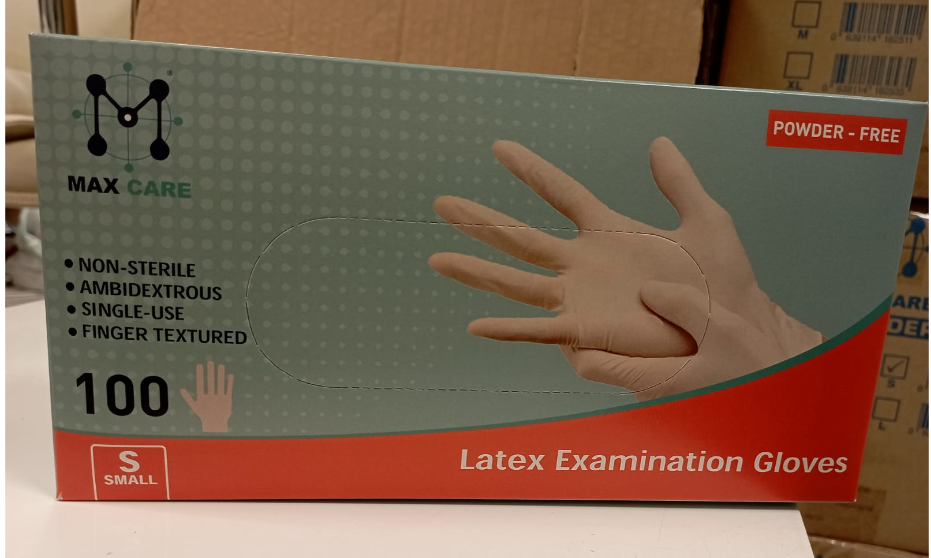 MAX CARE
POWDER - FREE
• NON-STERILE
• AMBIDEXTROUS
• SINGLE-USE
• FINGER TEXTURED
100
S
SMALL
Latex Examination Gloves
M
XL
S
L